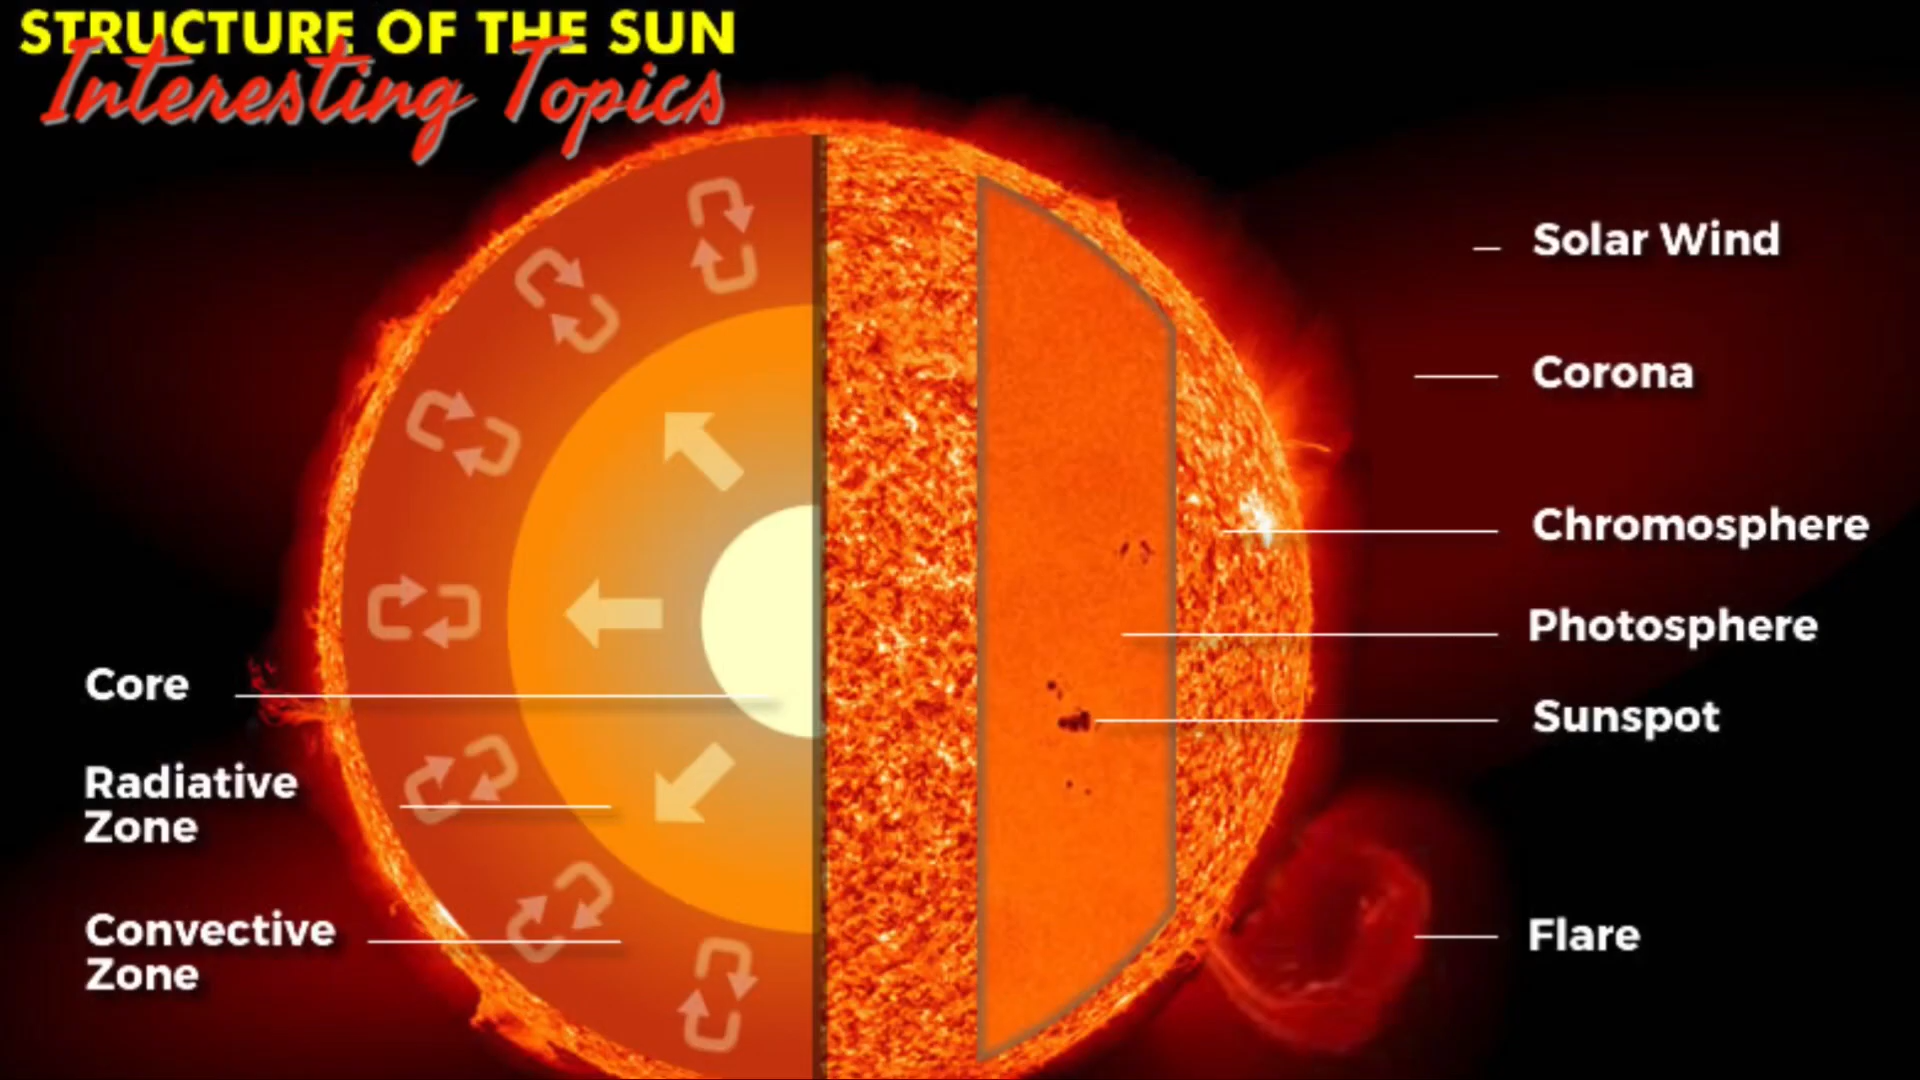 STRUCTURE OF THE SUN
Interesting Topics
Solar Wind
Corona
Chromosphere
Photosphere
Sunspot
Flare
Core
Radiative
Zone
Convective
Zone